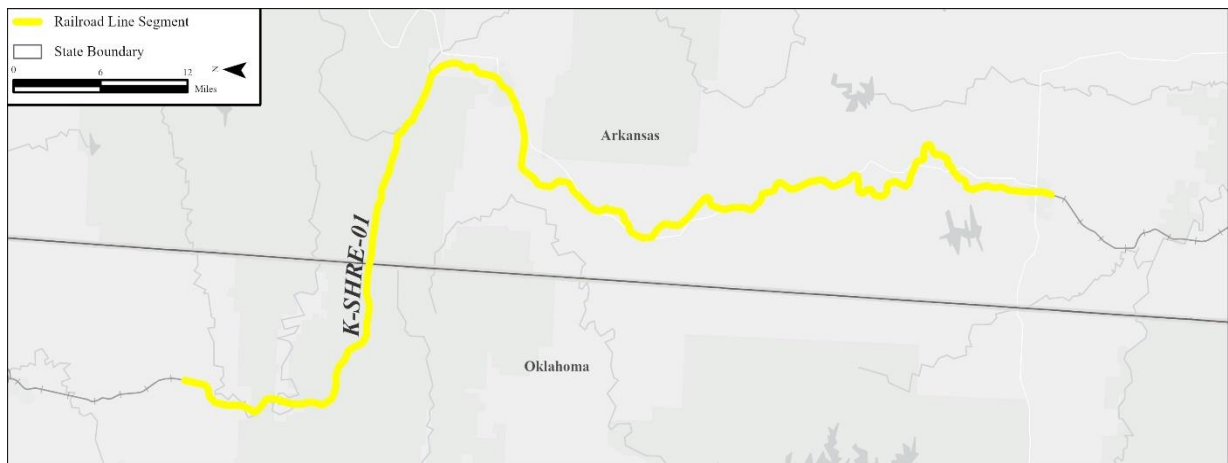 Railroad Line Segment
State Boundary
0 6 12
Miles
N
Arkansas
K-SHRE-01
Oklahoma